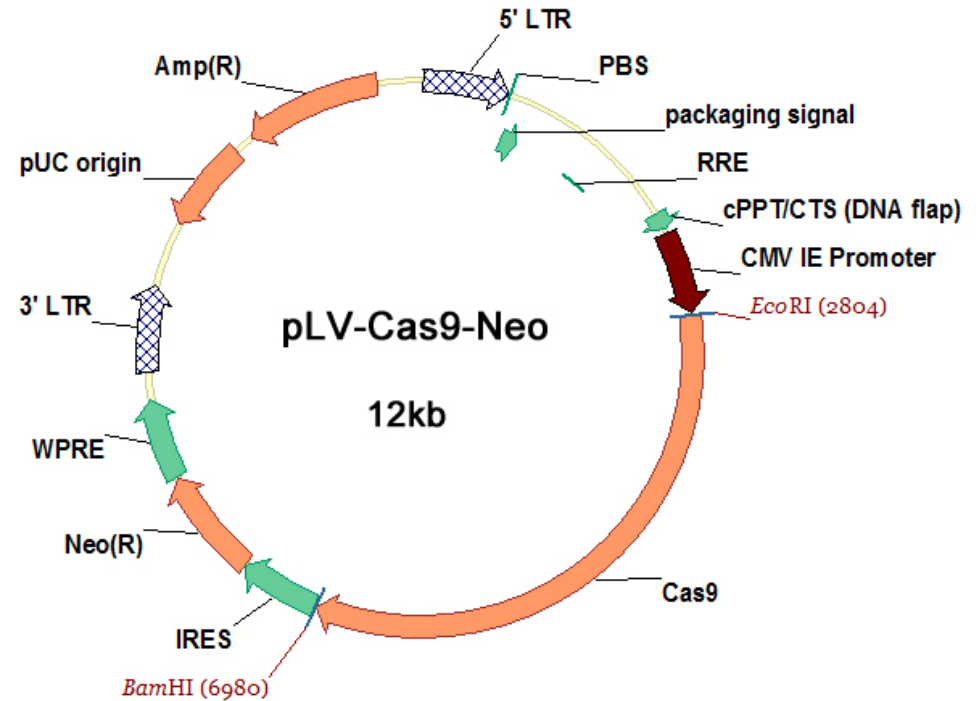 5' LTR
Amp(R)
PBS
packaging signal
pUC origin
RRE
cPPT/CTS (DNA flap)
CMV IE Promoter
3' LTR
EcoRI (2804)
pLV-Cas9-Neo
12kb
WPRE
Neo(R)
Cas9
IRES
BamHI (6980)